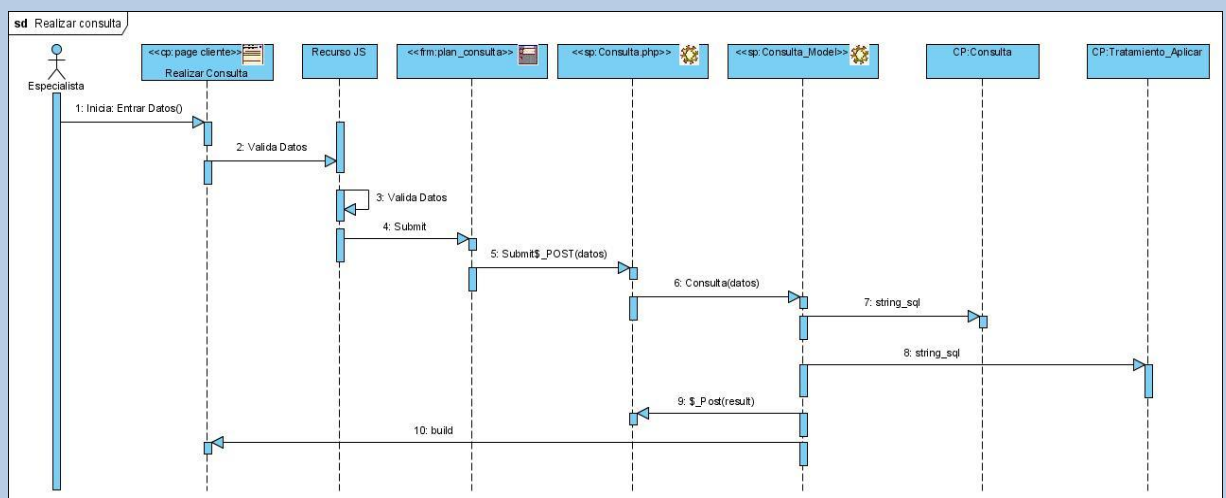 sd Realizar consulta
<<cp:page cliente>>
Realizar Consulta
Recurso JS
<<frm:plan_consulta>>
<<sp:Consulta.php>>
<<sp:Consulta_Model>>
CP:Consulta
CP:Tratamiento_Aplicar
Especialista
1: Inicia: Entrar Datos()
2: Valida Datos
3: Valida Datos
4: Submit
5: Submit$_POST(datos)
6: Consulta(datos)
7: string_sql
8: string_sql
9: $_Post(result)
10: build